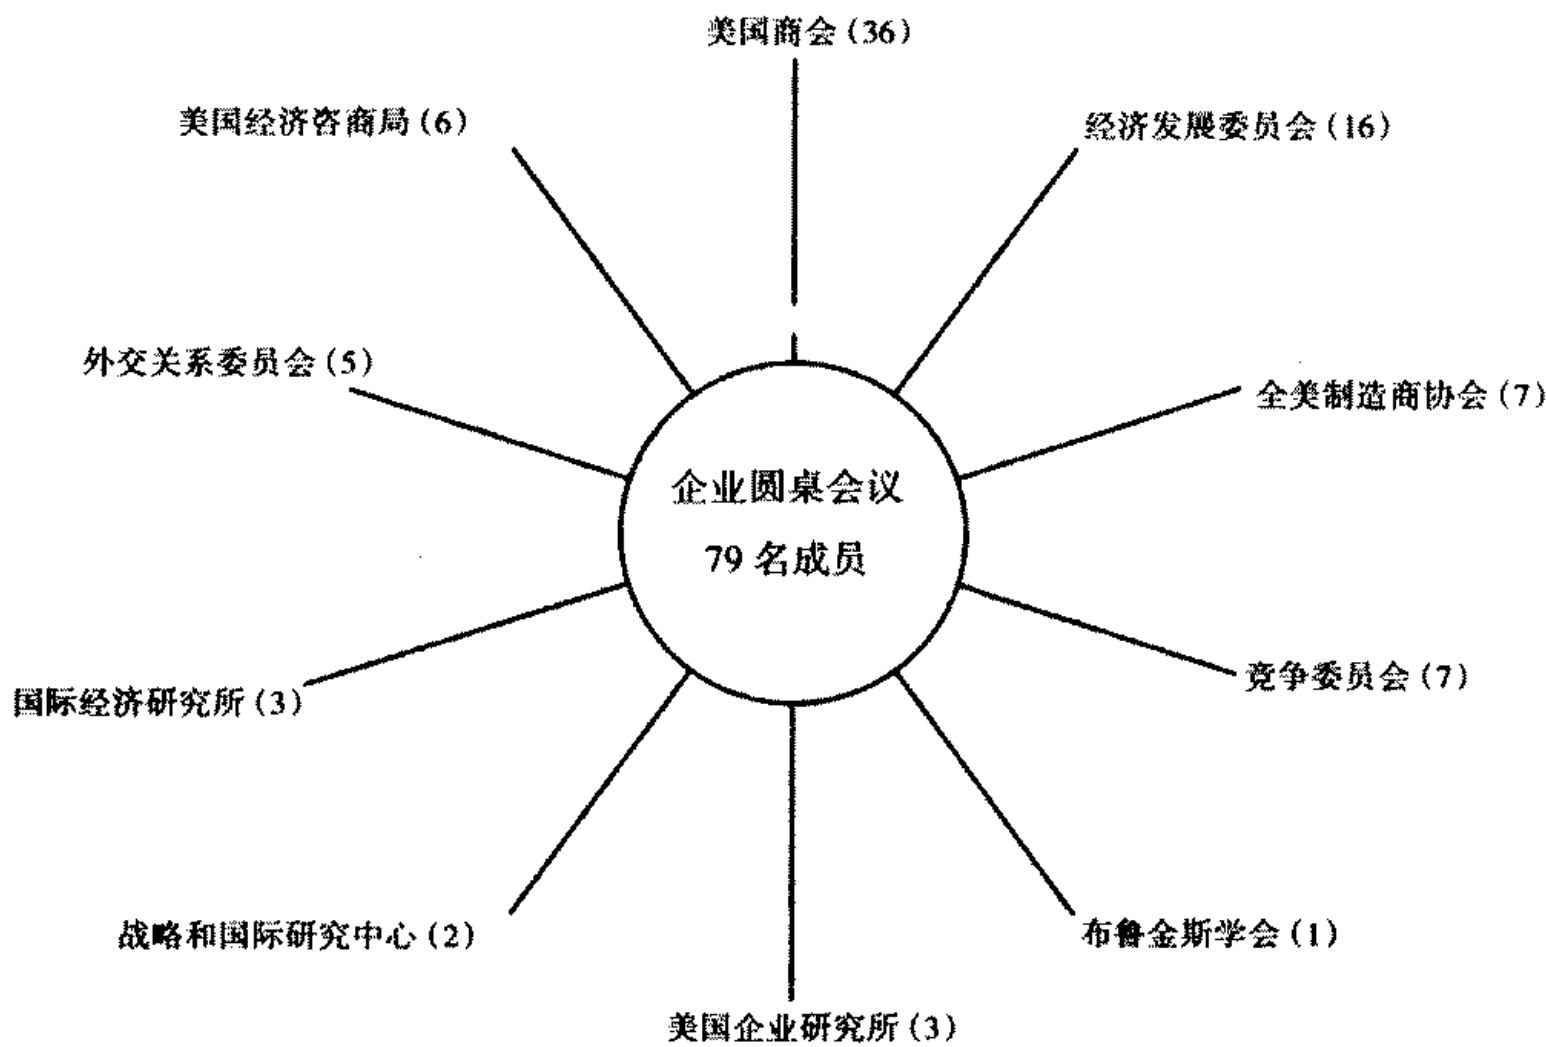 美国商会(36)
美国经济咨商局(6)
经济发展委员会(16)
外交关系委员会(5)
全美制造商协会(7)
企业圆桌会议
79 名成员
竞争委员会(7)
国际经济研究所(3)
战略和国际研究中心(2)
布鲁金斯学会(1)
美国企业研究所(3)